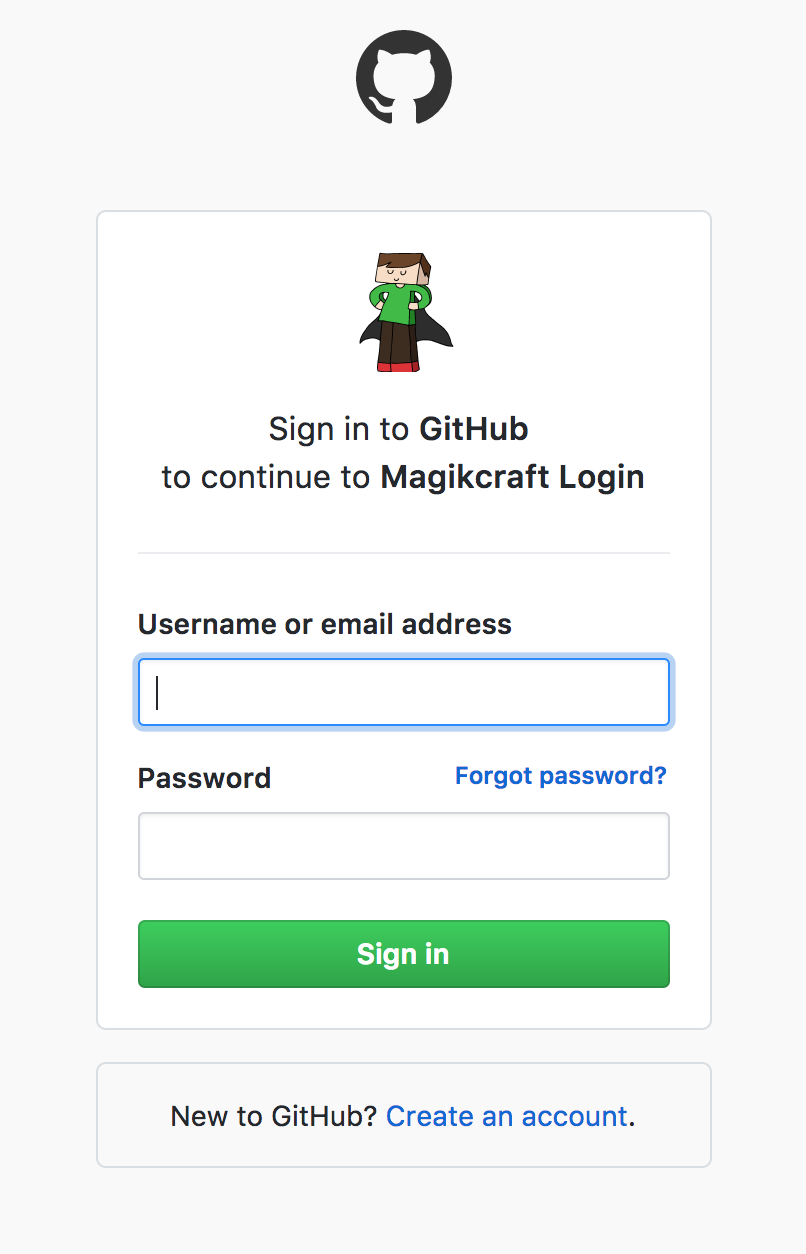 Sign in to GitHub
to continue to Magikcraft Login
Username or email address
Password
Forgot password?
Sign in
New to GitHub? Create an account.